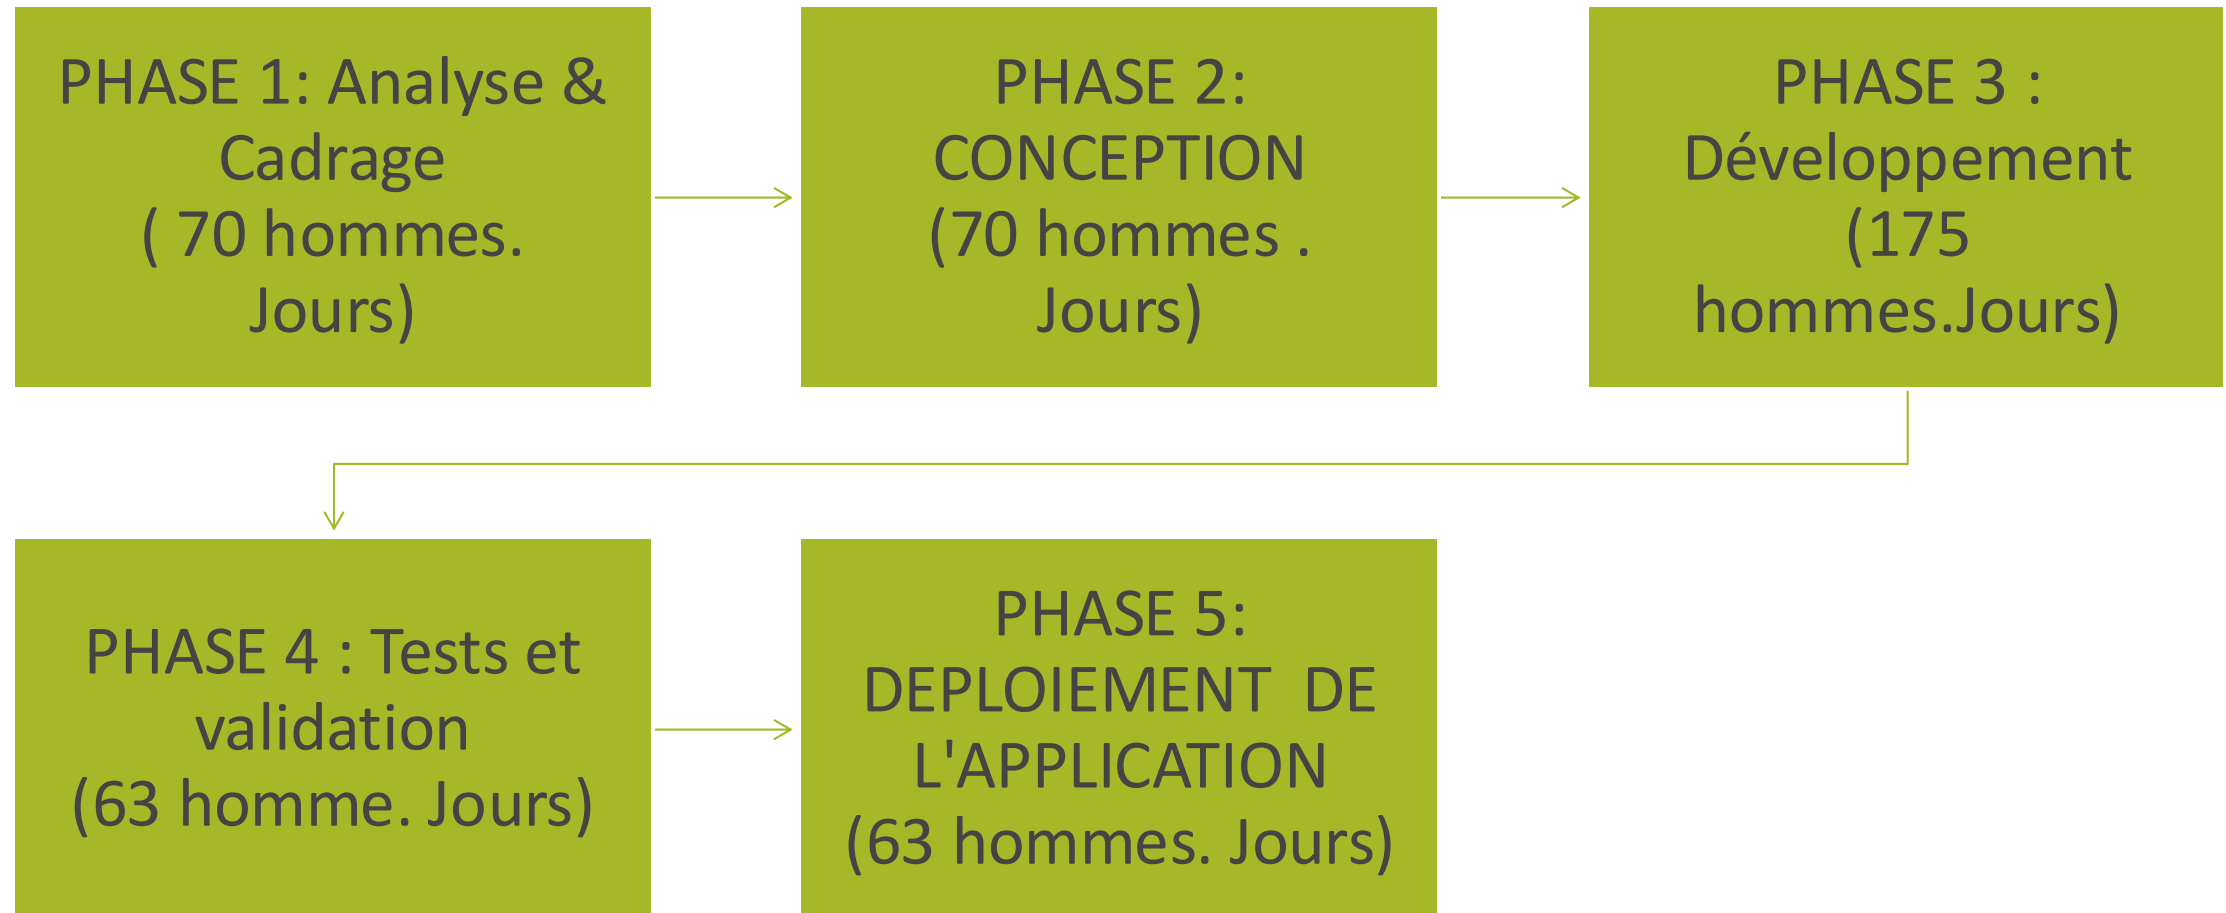 PHASE 1: Analyse &
Cadrage
( 70 hommes.
Jours)
PHASE 2:
CONCEPTION
(70 hommes .
Jours)
PHASE 3 :
Développement
(175
hommes.Jours)
PHASE 4 : Tests et
validation
(63 homme. Jours)
PHASE 5:
DEPLOIEMENT  DE
L'APPLICATION
(63 hommes. Jours)